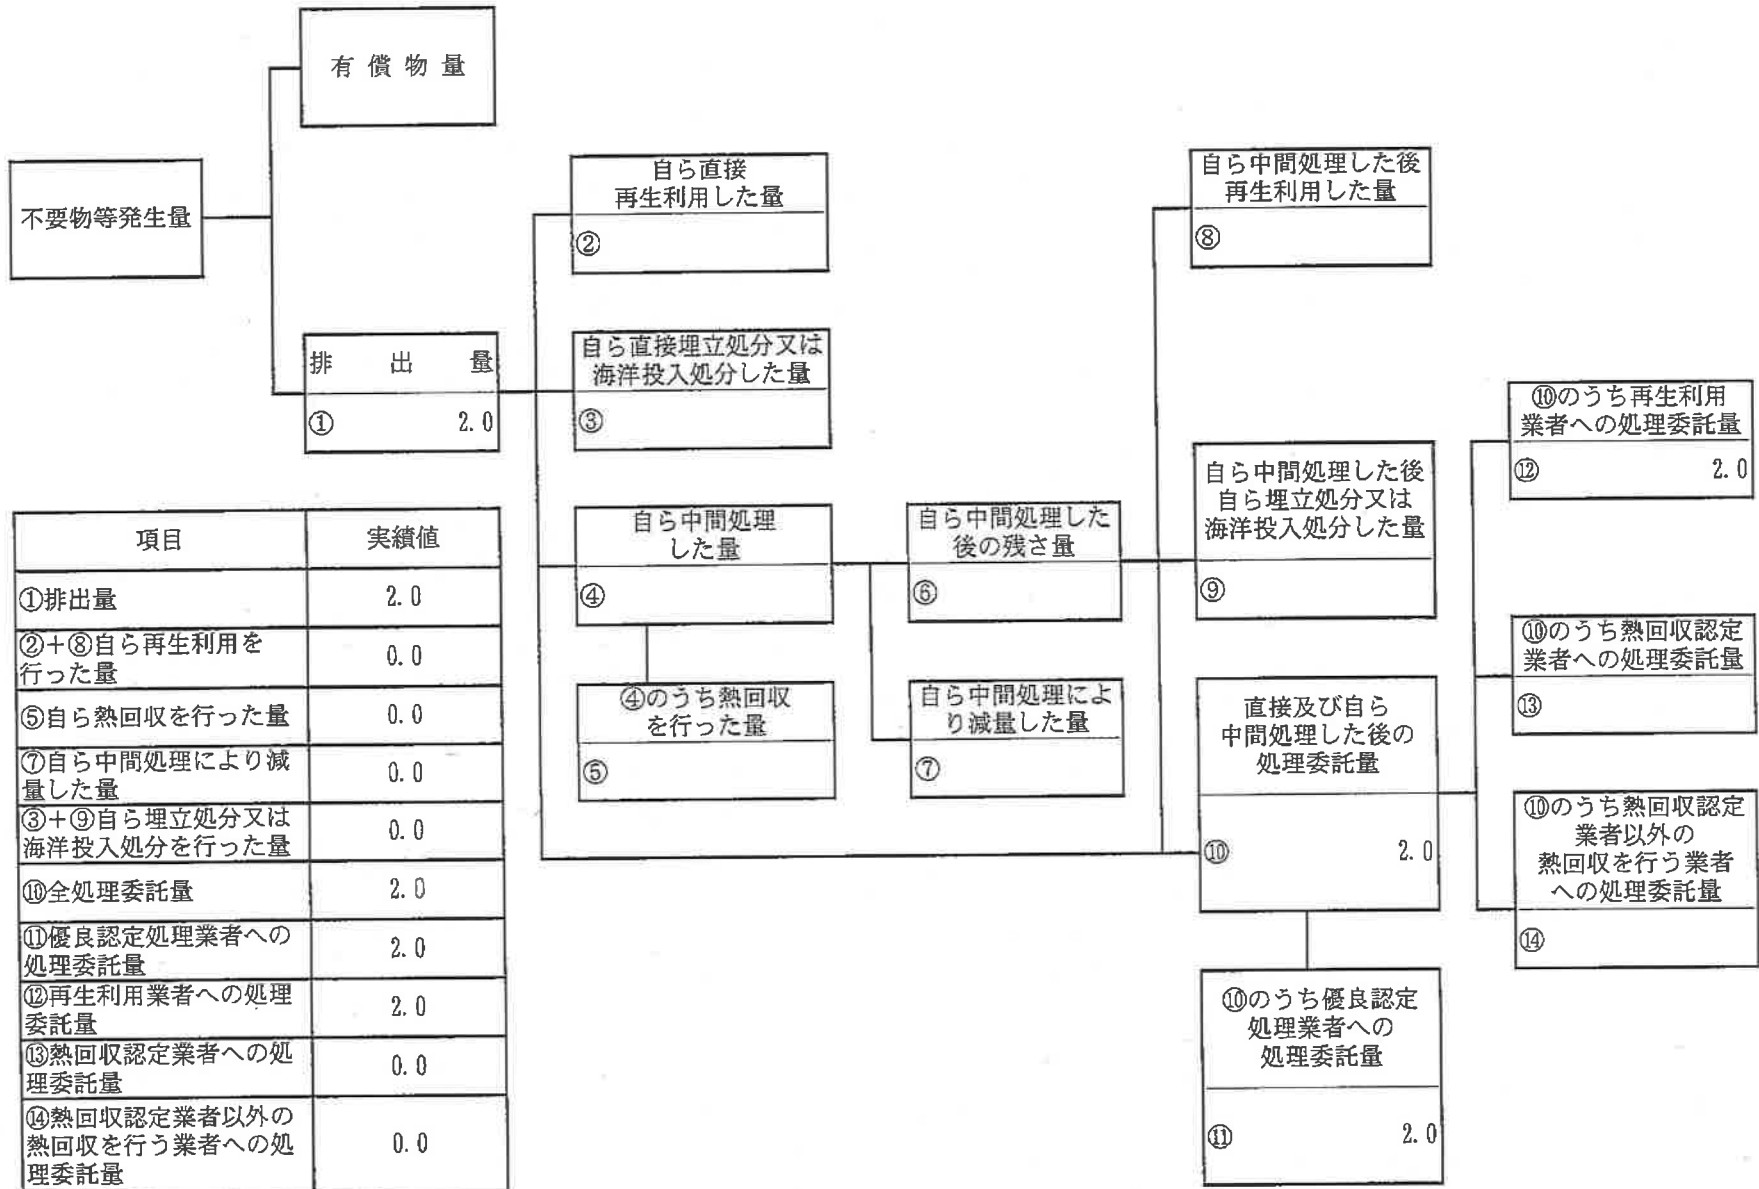 有償物量
不要物等発生量
排出量
① 2.0
自ら直接
再生利用した量
②
自ら直接埋立処分又は
海洋投入処分した量
③
自ら中間処理
した量
④
④のうち熱回収
を行った量
⑤
自ら中間処理した
後の残さ量
⑥
自ら中間処理によ
り減量した量
⑦
自ら中間処理した後
再生利用した量
⑧
自ら中間処理した後
自ら埋立処分又は
海洋投入処分した量
⑨
直接及び自ら
中間処理した後の
処理委託量
⑩ 2.0
⑩のうち優良認定
処理業者への
処理委託量
⑪ 2.0
⑩のうち再生利用
業者への処理委託量
⑫ 2.0
⑩のうち熱回収認定
業者への処理委託量
⑬
⑩のうち熱回収認定
業者以外の
熱回収を行う業者
への処理委託量
⑭
項目 実績値
①排出量 2.0
②+⑧自ら再生利用を
行った量 0.0
⑤自ら熱回収を行った量 0.0
⑦自ら中間処理により減
量した量 0.0
③+⑨自ら埋立処分又は
海洋投入処分を行った量 0.0
⑩全処理委託量 2.0
⑪優良認定処理業者への
処理委託量 2.0
⑫再生利用業者への処理
委託量 2.0
⑬熱回収認定業者への処
理委託量 0.0
⑭熱回収認定業者以外の
熱回収を行う業者への処
理委託量 0.0